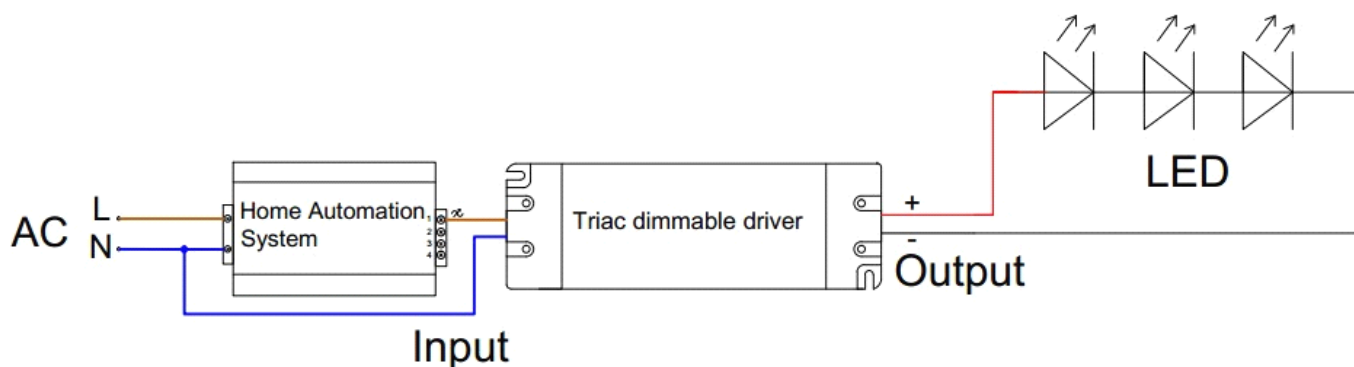 AC
L
N
Home Automation
System
1
2
3
4
Input
Triac dimmable driver
+
-
Output
LED